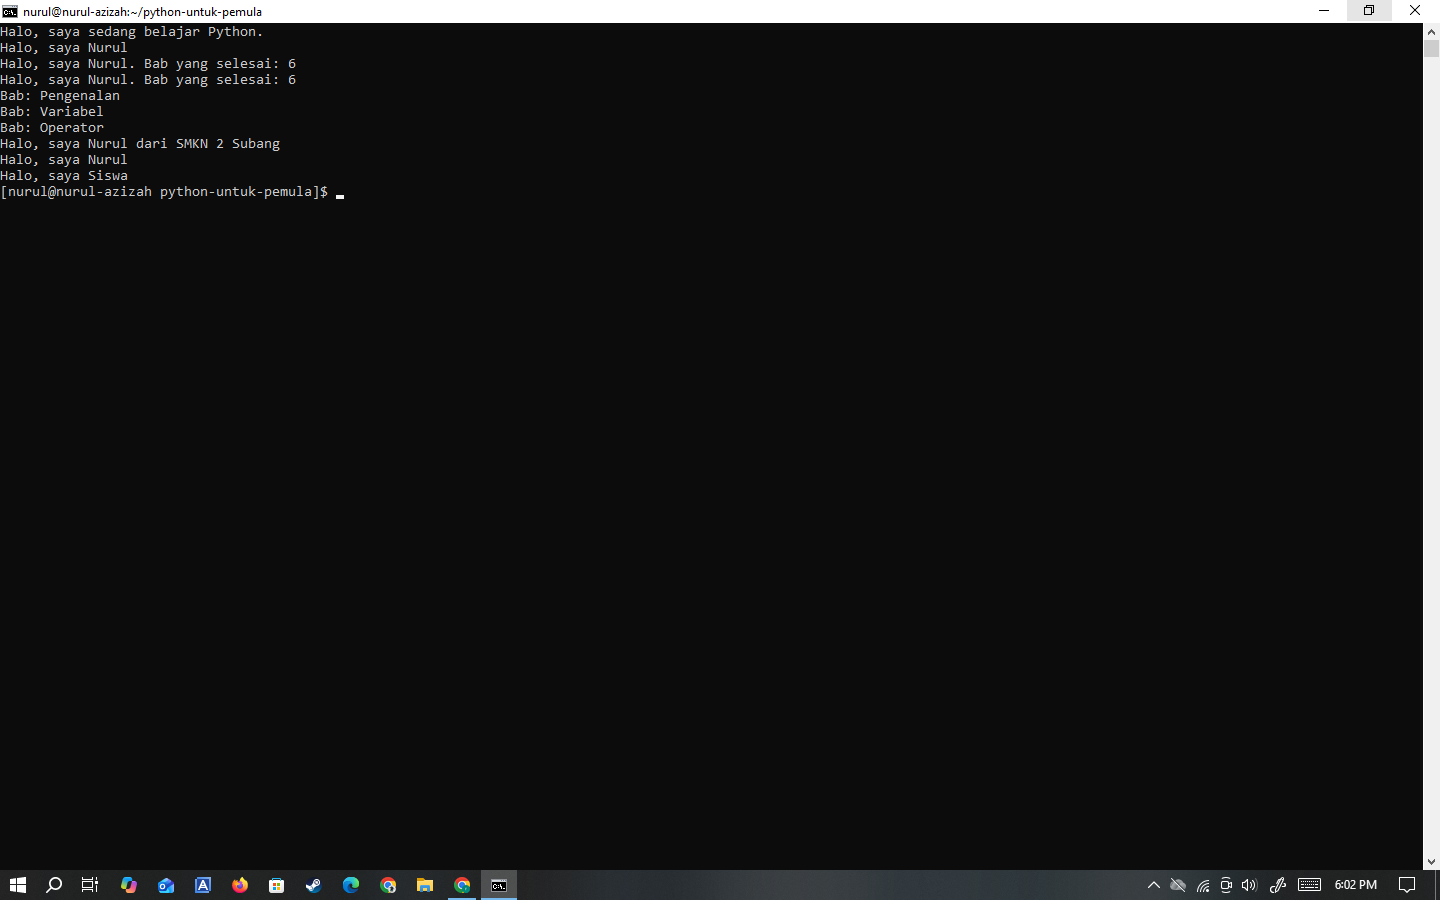 nurul@nurul-azizah:~/python-untuk-pemula
Halo, saya sedang belajar Python.
Halo, saya Nurul
Halo, saya Nurul. Bab yang selesai: 6
Halo, saya Nurul. Bab yang selesai: 6
Bab: Pengenalan
Bab: Variabel
Bab: Operator
Halo, saya Nurul dari SMKN 2 Subang
Halo, saya Nurul
Halo, saya Siswa
[nurul@nurul-azizah python-untuk-pemula]$
6:02 PM